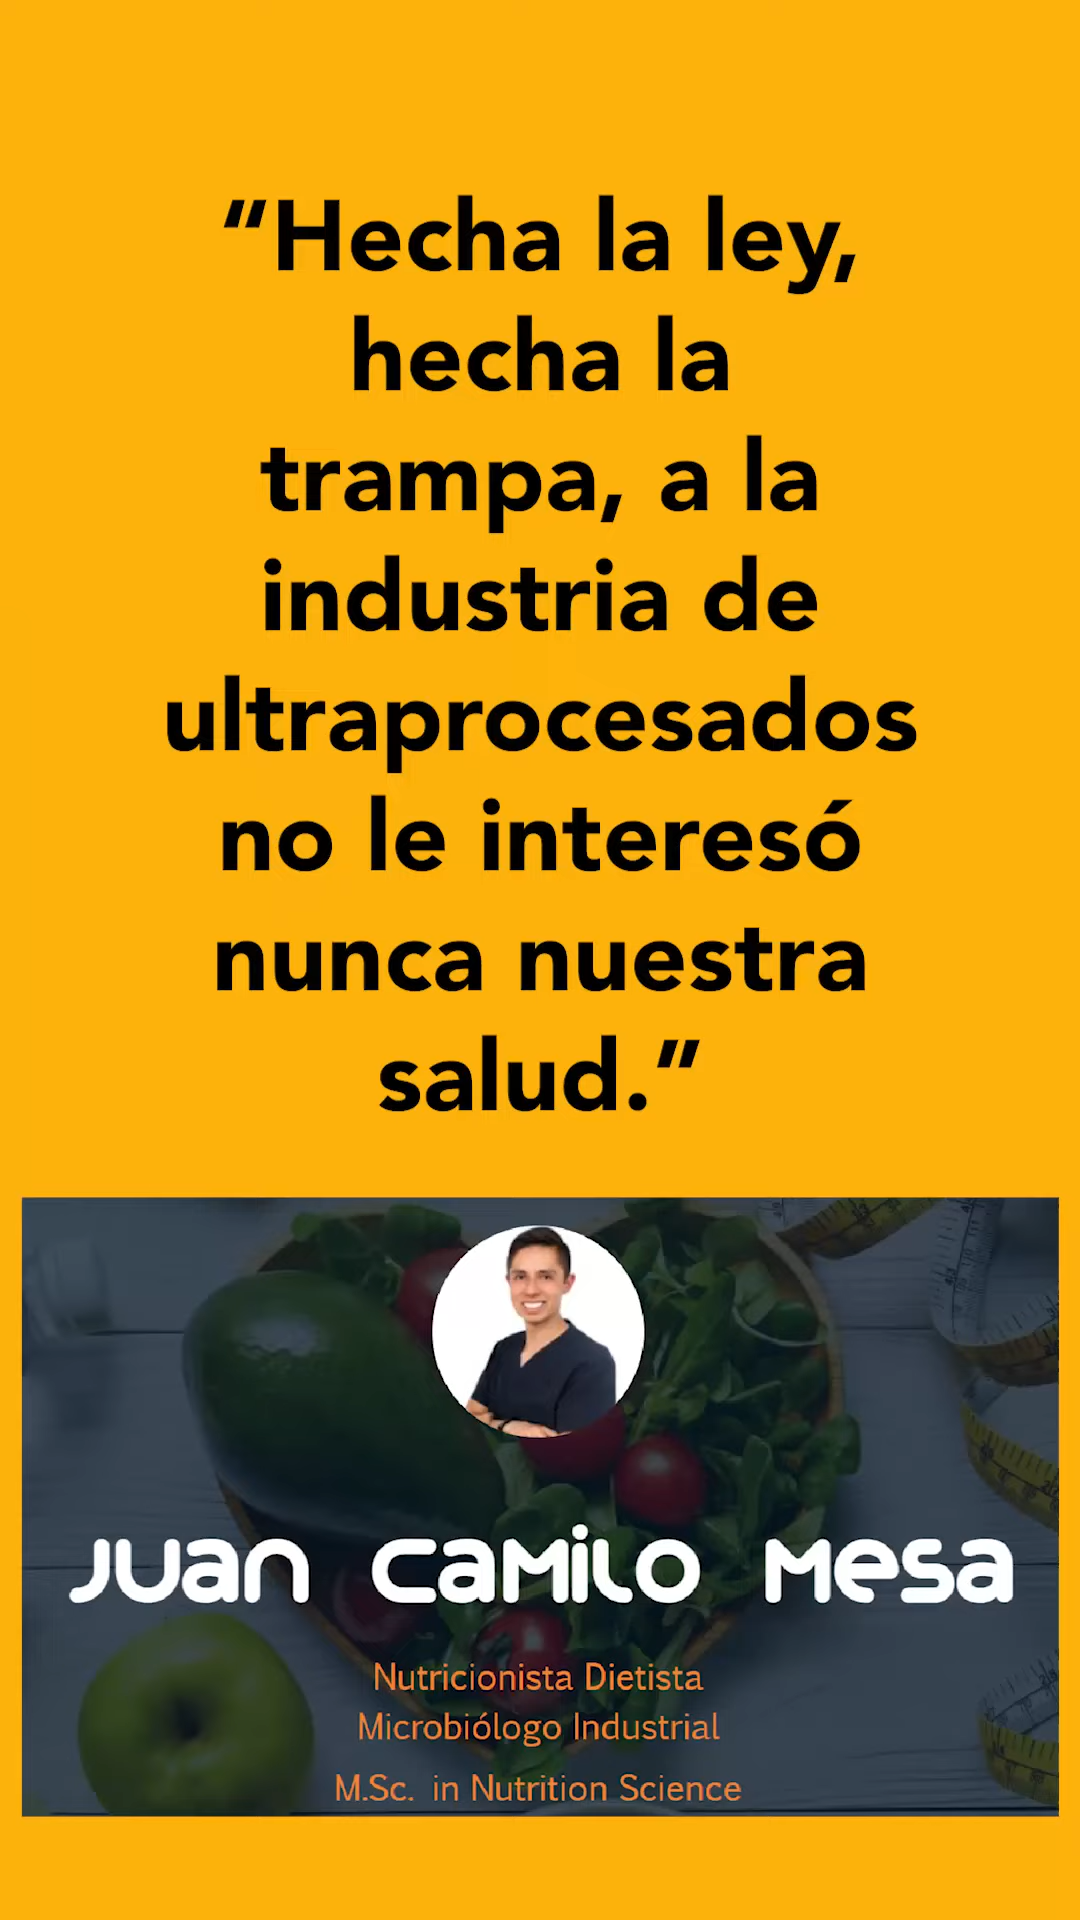 “Hecha la ley,
hecha la
trampa, a la
industria de
ultraprocesados
no le interesó
nunca nuestra
salud.”
JUAN CAMILO MESA
Nutricionista Dietista
Microbiólogo Industrial
M.Sc. in Nutrition Science